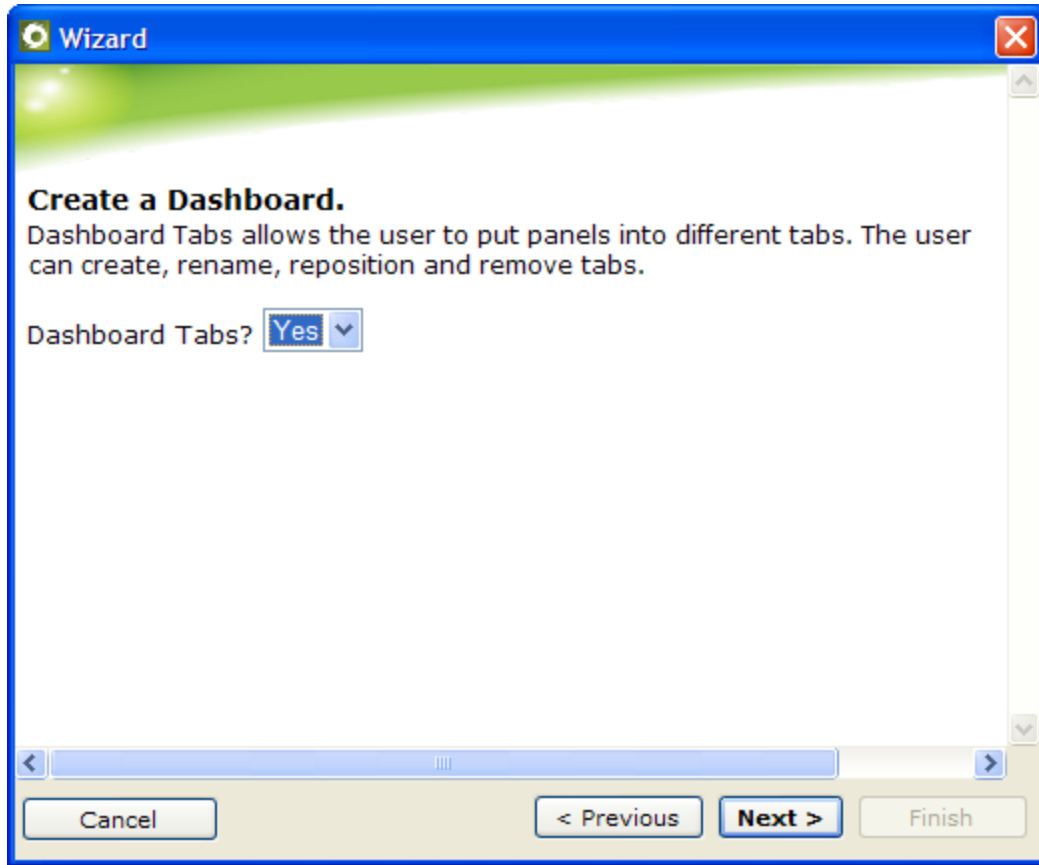 Wizard
Create a Dashboard.
Dashboard Tabs allows the user to put panels into different tabs. The user
can create, rename, reposition and remove tabs.
Dashboard Tabs? Yes
Cancel < Previous Next > Finish